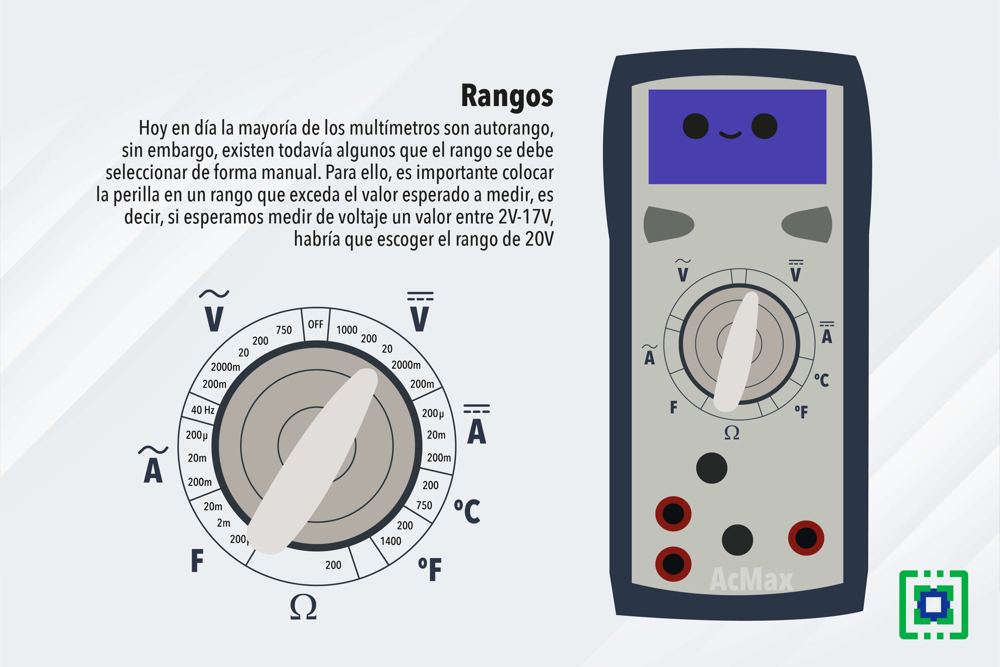 Rangos
Hoy en día la mayoría de los multímetros son autorango,
sin embargo, existen todavía algunos que el rango se debe
seleccionar de forma manual. Para ello, es importante colocar
la perilla en un rango que exceda el valor esperado a medir, es
decir, si esperamos medir de voltaje un valor entre 2V-17V,
habría que escoger el rango de 20V
V
V
OFF
1000
200
20
2000m
200m
200µ
20m
200m
200
750
200
1400
200
200µ
2m
20m
200m
20m
200µ
40 Hz
200m
2000m
20
200
750
A
ºC
ºF
Ω
F
A
V
V
A
ºC
ºF
Ω
F
A
AcMax